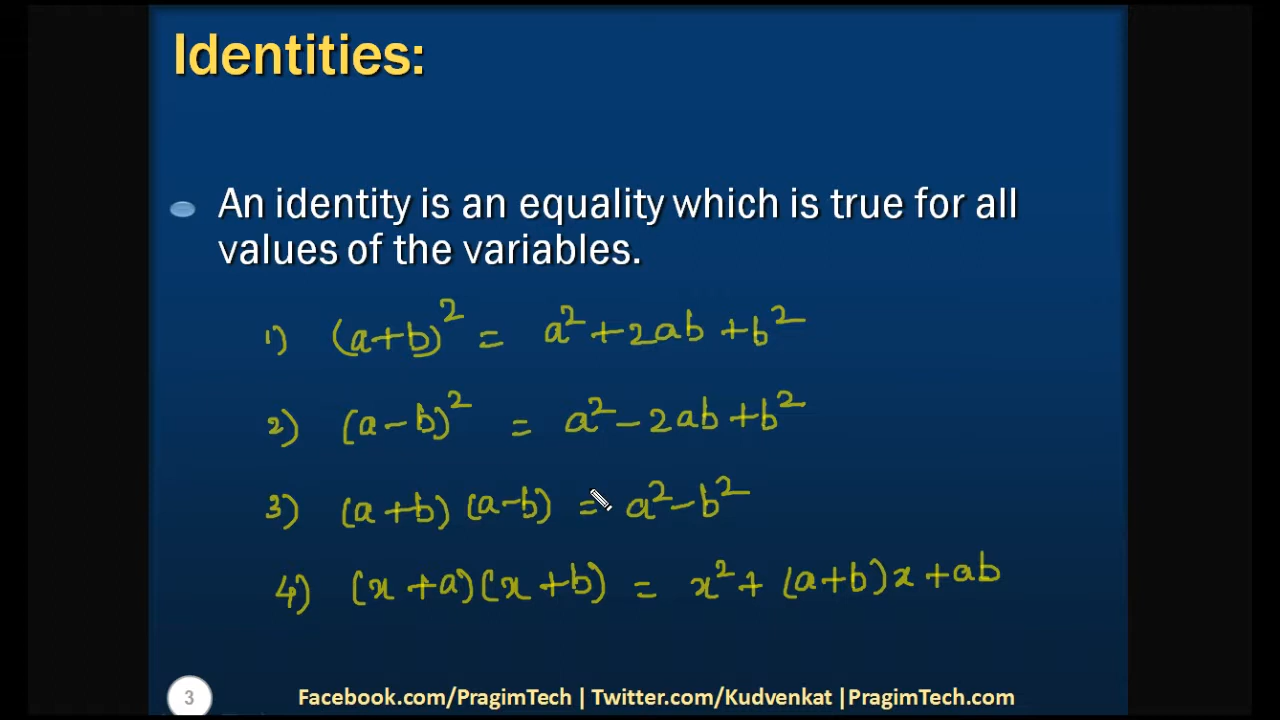 Identities:
An identity is an equality which is true for all
values of the variables.
1) (a+b)² = a² + 2ab + b²
2) (a-b)² = a² - 2ab + b²
3) (a+b) (a-b) = a² - b²
4) (x+a)(x+b) = x² + (a+b)x + ab
3 Facebook.com/PragimTech | Twitter.com/Kudvenkat |PragimTech.com